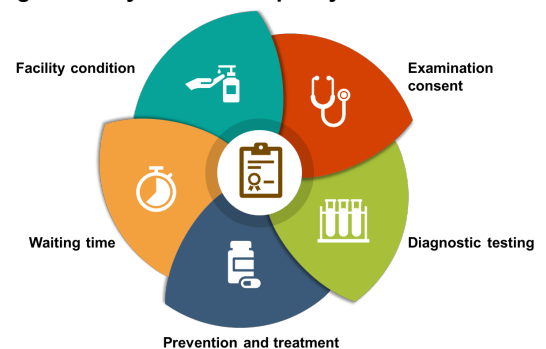 Facility condition
Examination
consent
Waiting time
Diagnostic testing
Prevention and treatment